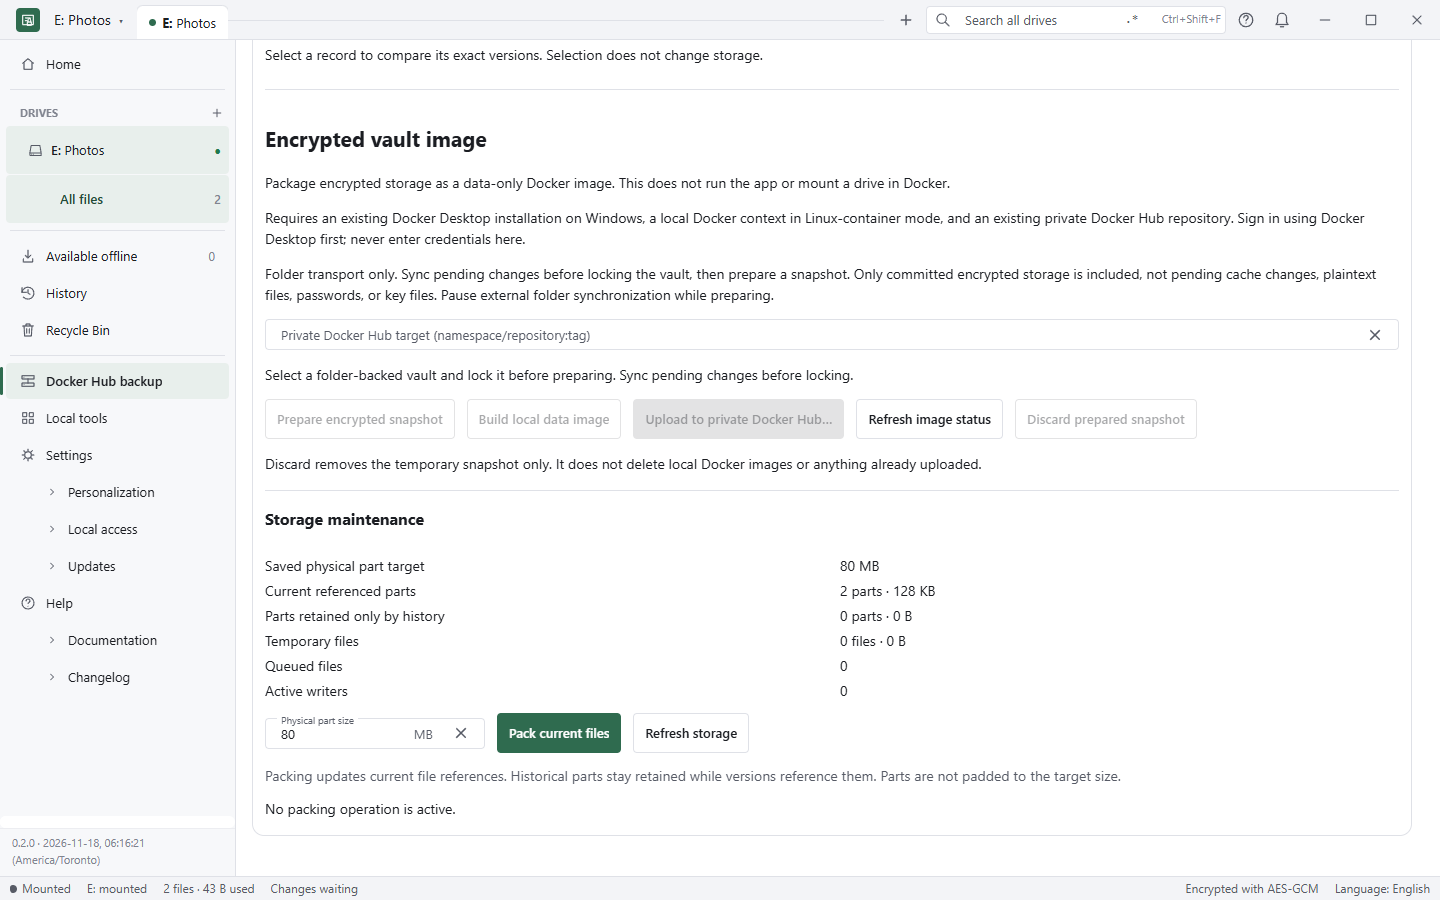 E: Photos
E: Photos
Search all drives
.*
Ctrl+Shift+F
Home
DRIVES
E: Photos
All files
2
Available offline
0
History
Recycle Bin
Docker Hub backup
Local tools
Settings
Personalization
Local access
Updates
Help
Documentation
Changelog
0.2.0 · 2026-11-18, 06:16:21
(America/Toronto)
Select a record to compare its exact versions. Selection does not change storage.
Encrypted vault image
Package encrypted storage as a data-only Docker image. This does not run the app or mount a drive in Docker.
Requires an existing Docker Desktop installation on Windows, a local Docker context in Linux-container mode, and an existing private Docker Hub repository. Sign in using Docker
Desktop first; never enter credentials here.
Folder transport only. Sync pending changes before locking the vault, then prepare a snapshot. Only committed encrypted storage is included, not pending cache changes, plaintext
files, passwords, or key files. Pause external folder synchronization while preparing.
Private Docker Hub target (namespace/repository:tag)
Select a folder-backed vault and lock it before preparing. Sync pending changes before locking.
Prepare encrypted snapshot
Build local data image
Upload to private Docker Hub...
Refresh image status
Discard prepared snapshot
Discard removes the temporary snapshot only. It does not delete local Docker images or anything already uploaded.
Storage maintenance
Saved physical part target
80 MB
Current referenced parts
2 parts · 128 KB
Parts retained only by history
0 parts · 0 B
Temporary files
0 files · 0 B
Queued files
0
Active writers
0
Physical part size
80
MB
Pack current files
Refresh storage
Packing updates current file references. Historical parts stay retained while versions reference them. Parts are not padded to the target size.
No packing operation is active.
Mounted
E: mounted
2 files · 43 B used
Changes waiting
Encrypted with AES-GCM
Language: English